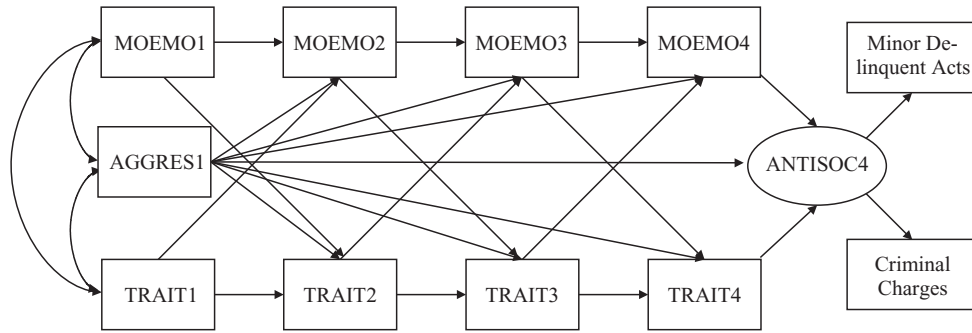 MOEMO1
MOEMO2
MOEMO3
MOEMO4
Minor De-
linquent Acts
AGGRES1
ANTISOC4
TRAIT1
TRAIT2
TRAIT3
TRAIT4
Criminal
Charges